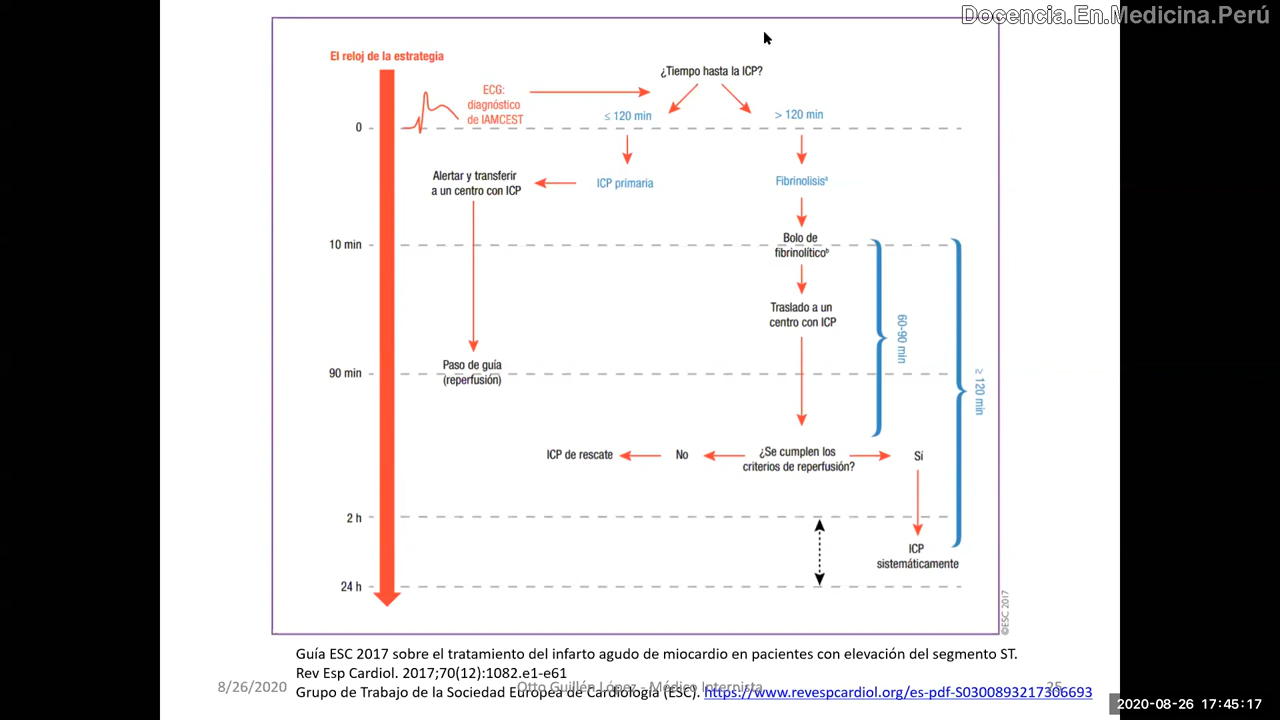 Docencia.En.Medicina.Perú
El reloj de la estrategia
¿Tiempo hasta la ICP?
ECG:
diagnóstico
de IAMCEST
≤ 120 min
> 120 min
0
Alertar y transferir
a un centro con ICP
ICP primaria
Fibrinolisisᵃ
10 min
Bolo de
fibrinolíticoᵇ
Traslado a un
centro con ICP
60-90 min
≥ 120 min
90 min
Paso de guía
(reperfusión)
ICP de rescate
No
¿Se cumplen los
criterios de reperfusión?
Sí
2 h
ICP
sistemáticamente
24 h
©ESC 2017
Guía ESC 2017 sobre el tratamiento del infarto agudo de miocardio en pacientes con elevación del segmento ST.
Rev Esp Cardiol. 2017;70(12):1082.e1-e61
8/26/2020
Otto Guillén López - Médico Internista
25
Grupo de Trabajo de la Sociedad Europea de Cardiología (ESC). https://www.revespcardiol.org/es-pdf-S0300893217306693
2020-08-26 17:45:17